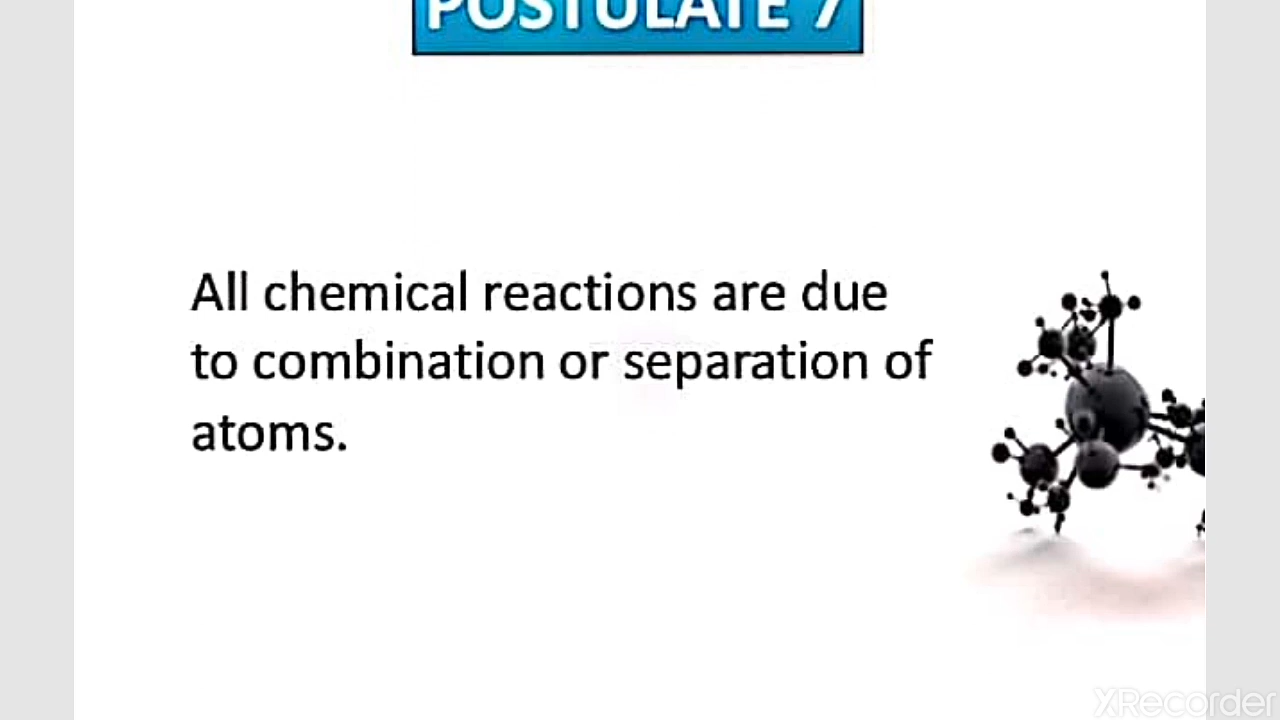 POSTULATE 7
All chemical reactions are due
to combination or separation of
atoms.
XRecorder